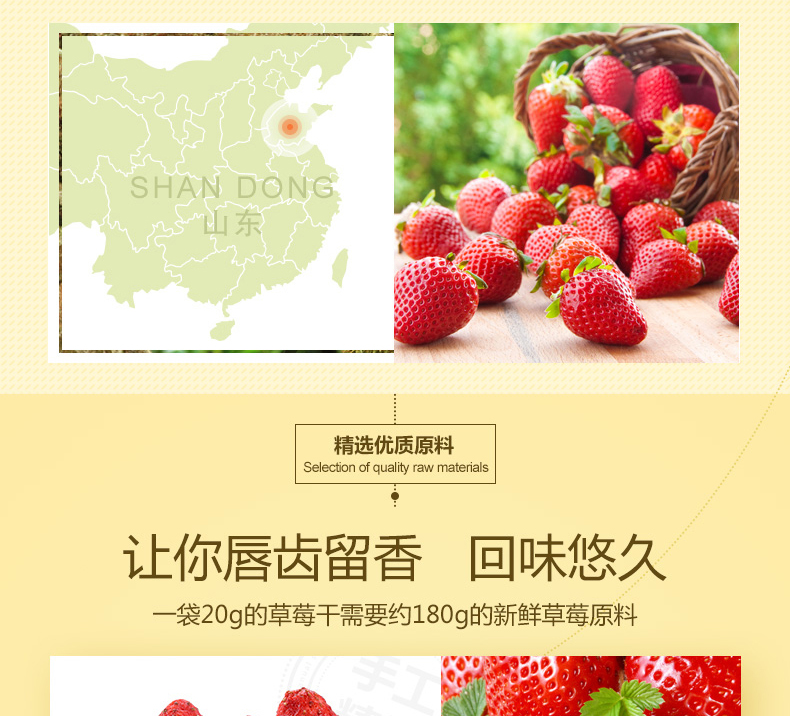 SHAN DONG
山东
精选优质原料
Selection of quality raw materials
让你唇齿留香 回味悠久
一袋20g的草莓干需要约180g的新鲜草莓原料
手工